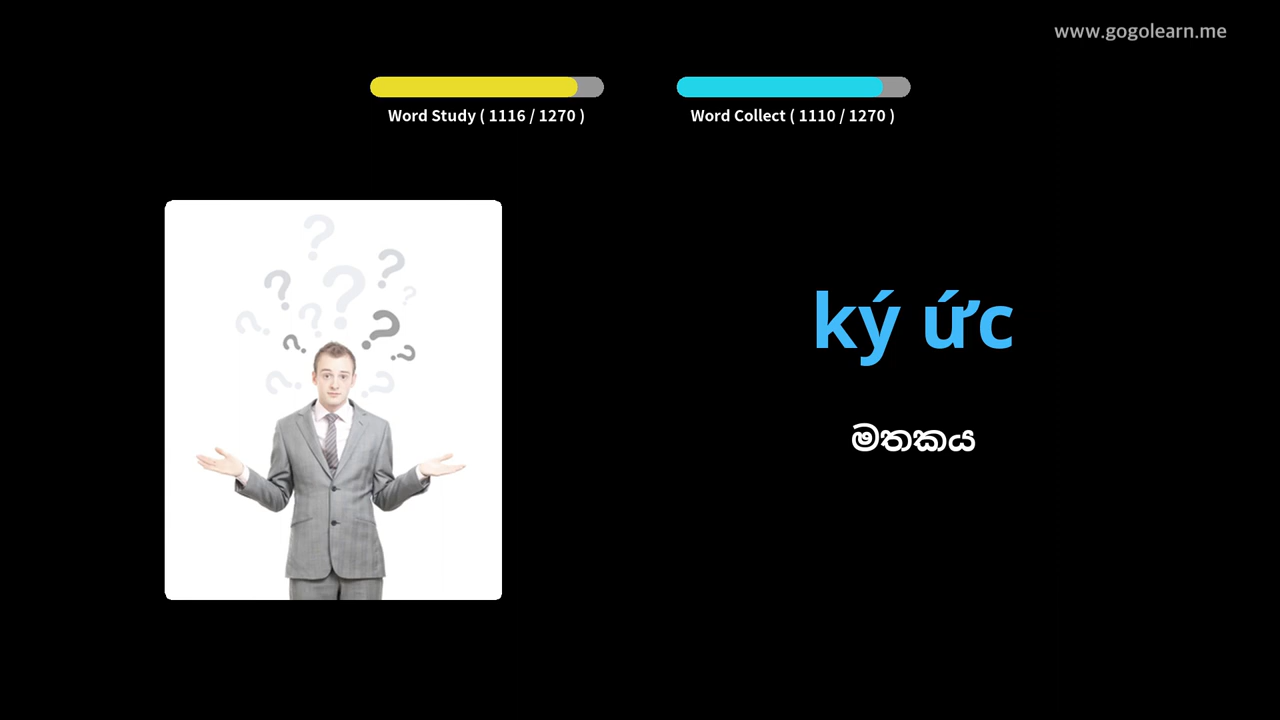 www.gogolearn.me
Word Study ( 1116 / 1270 )
Word Collect ( 1110 / 1270 )
ký ức
මතකය